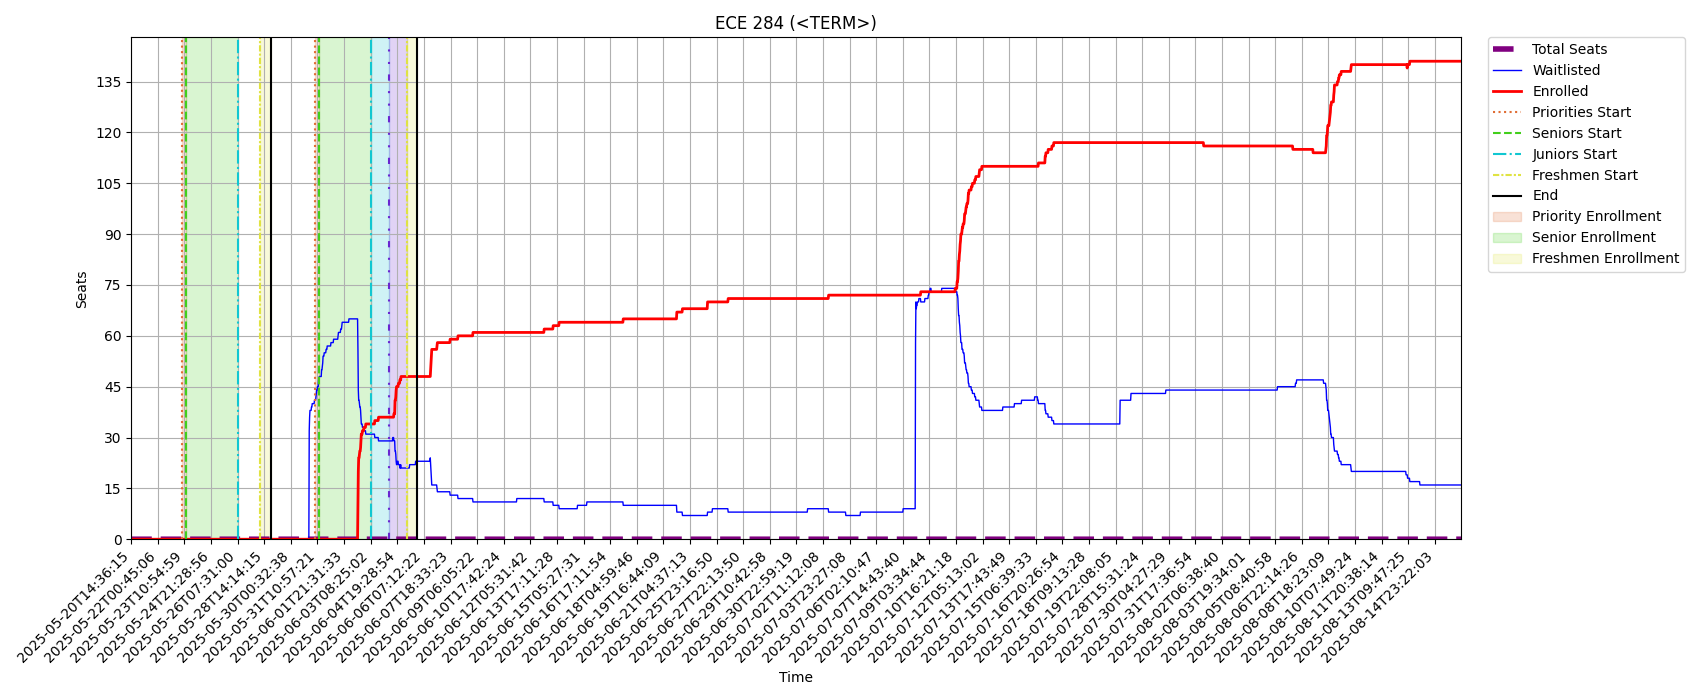 ECE 284 (<TERM>)
Total Seats
Waitlisted
Enrolled
Priorities Start
Seniors Start
Juniors Start
Freshmen Start
End
Priority Enrollment
Senior Enrollment
Freshmen Enrollment
Seats
135
120
105
90
75
60
45
30
15
0
2025-05-20T14:36:15
2025-05-22T00:45:06
2025-05-23T10:54:59
2025-05-24T21:28:56
2025-05-26T07:31:00
2025-05-28T14:14:15
2025-05-30T00:32:38
2025-05-31T10:57:21
2025-06-01T21:31:33
2025-06-03T08:25:02
2025-06-04T19:28:54
2025-06-06T07:12:22
2025-06-07T18:33:23
2025-06-09T06:05:22
2025-06-10T17:42:24
2025-06-12T05:31:42
2025-06-13T17:11:28
2025-06-15T05:27:31
2025-06-16T17:11:54
2025-06-18T04:59:46
2025-06-19T16:44:09
2025-06-21T04:37:13
2025-06-25T23:16:50
2025-06-27T22:13:50
2025-06-29T10:42:58
2025-06-30T22:59:19
2025-07-02T11:12:08
2025-07-03T23:27:08
2025-07-06T02:10:47
2025-07-07T14:43:40
2025-07-09T03:34:44
2025-07-10T16:21:18
2025-07-12T05:13:02
2025-07-13T17:43:49
2025-07-15T06:39:33
2025-07-16T20:26:54
2025-07-18T09:13:28
2025-07-19T22:08:05
2025-07-28T15:31:24
2025-07-30T04:27:29
2025-07-31T17:36:54
2025-08-02T06:38:40
2025-08-03T19:34:01
2025-08-05T08:40:58
2025-08-06T22:14:26
2025-08-08T18:23:09
2025-08-10T07:49:24
2025-08-11T20:38:14
2025-08-13T09:47:25
2025-08-14T23:22:03
Time